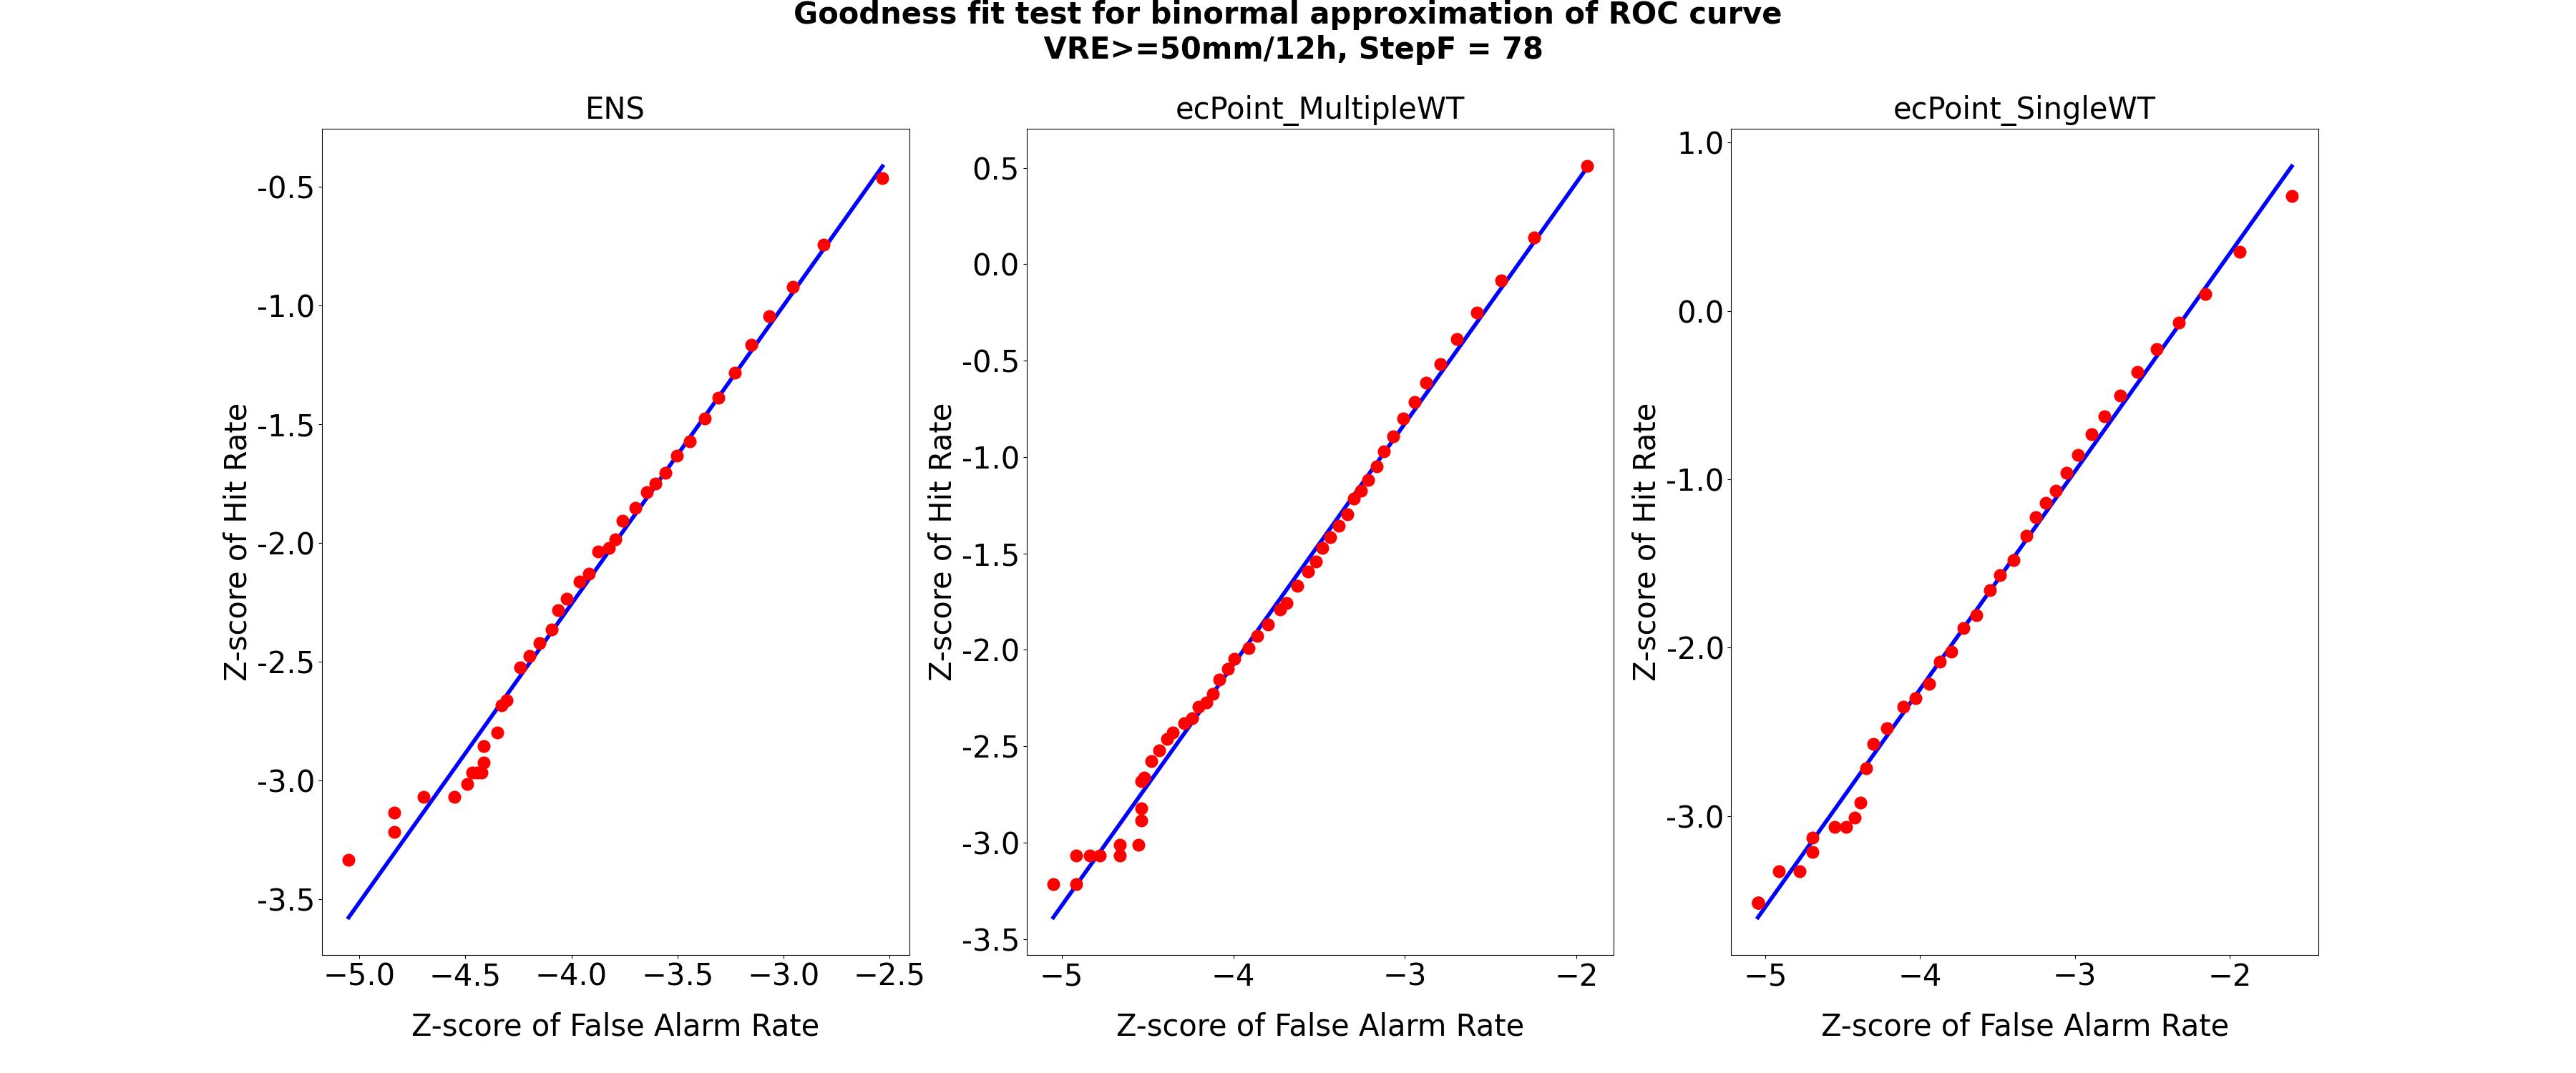 Goodness fit test for binormal approximation of ROC curve
VRE>=50mm/12h, StepF = 78
ENS
-0.5
-1.0
-1.5
-2.0
-2.5
-3.0
-3.5
Z-score of Hit Rate
−5.0 −4.5 −4.0 −3.5 −3.0 −2.5
Z-score of False Alarm Rate
ecPoint_MultipleWT
0.5
0.0
-0.5
-1.0
-1.5
-2.0
-2.5
-3.0
-3.5
Z-score of Hit Rate
−5 −4 −3 −2
Z-score of False Alarm Rate
ecPoint_SingleWT
1.0
0.0
-1.0
-2.0
-3.0
Z-score of Hit Rate
−5 −4 −3 −2
Z-score of False Alarm Rate